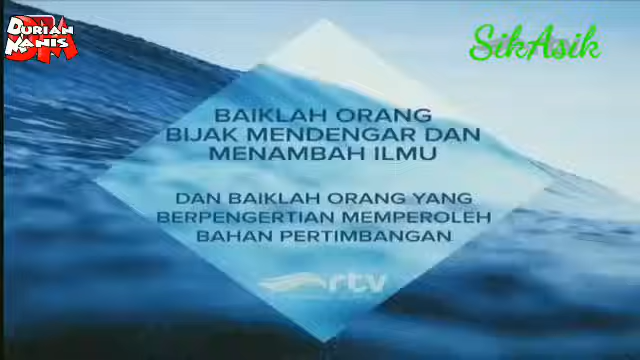 DURIAN
MANIS
SikAsik
BAIKLAH ORANG
BIJAK MENDENGAR DAN
MENAMBAH ILMU
DAN BAIKLAH ORANG YANG
BERPENGERTIAN MEMPEROLEH
BAHAN PERTIMBANGAN
rtv